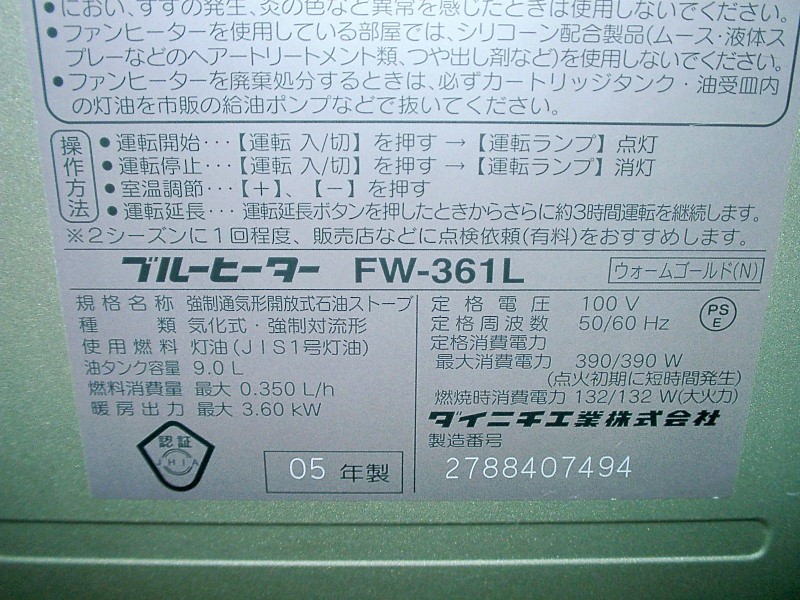 ●におい、すすの発生、炎の色など異常を感じたときは使用しないでください。
●ファンヒーターを使用している部屋では、シリコーン配合製品(ムース・液体ス
プレーなどのヘアートリートメント類、つや出し剤など)を使用しないでください。
●ファンヒーターを廃棄処分するときは、必ずカートリッジタンク・油受皿内
の灯油を市販の給油ポンプなどで抜いてください。
操作方法
●運転開始・・・【運転 入/切】を押す → 【運転ランプ】点灯
●運転停止・・・【運転 入/切】を押す → 【運転ランプ】消灯
●室温調節・・・【+】、【-】を押す
●運転延長・・・ 運転延長ボタンを押したときからさらに約3時間運転を継続します。
※2シーズンに1回程度、販売店などに点検依頼(有料)をおすすめします。
ブルーヒーター FW-361L ウォームゴールド(N)
規格名称 強制通気形開放式石油ストーブ
種類 気化式・強制対流形
使用燃料 灯油(JIS1号灯油)
油タンク容量 9.0 L
燃料消費量 最大 0.350 L/h
暖房出力 最大 3.60 kW
認証
JHIA
05 年製
定格電圧 100 V
定格周波数 50/60 Hz
PS
E
定格消費電力
最大消費電力 390/390 W
(点火初期に短時間発生)
燃焼時消費電力 132/132 W(大火力)
ダイニチ工業株式会社
製造番号
2788407494